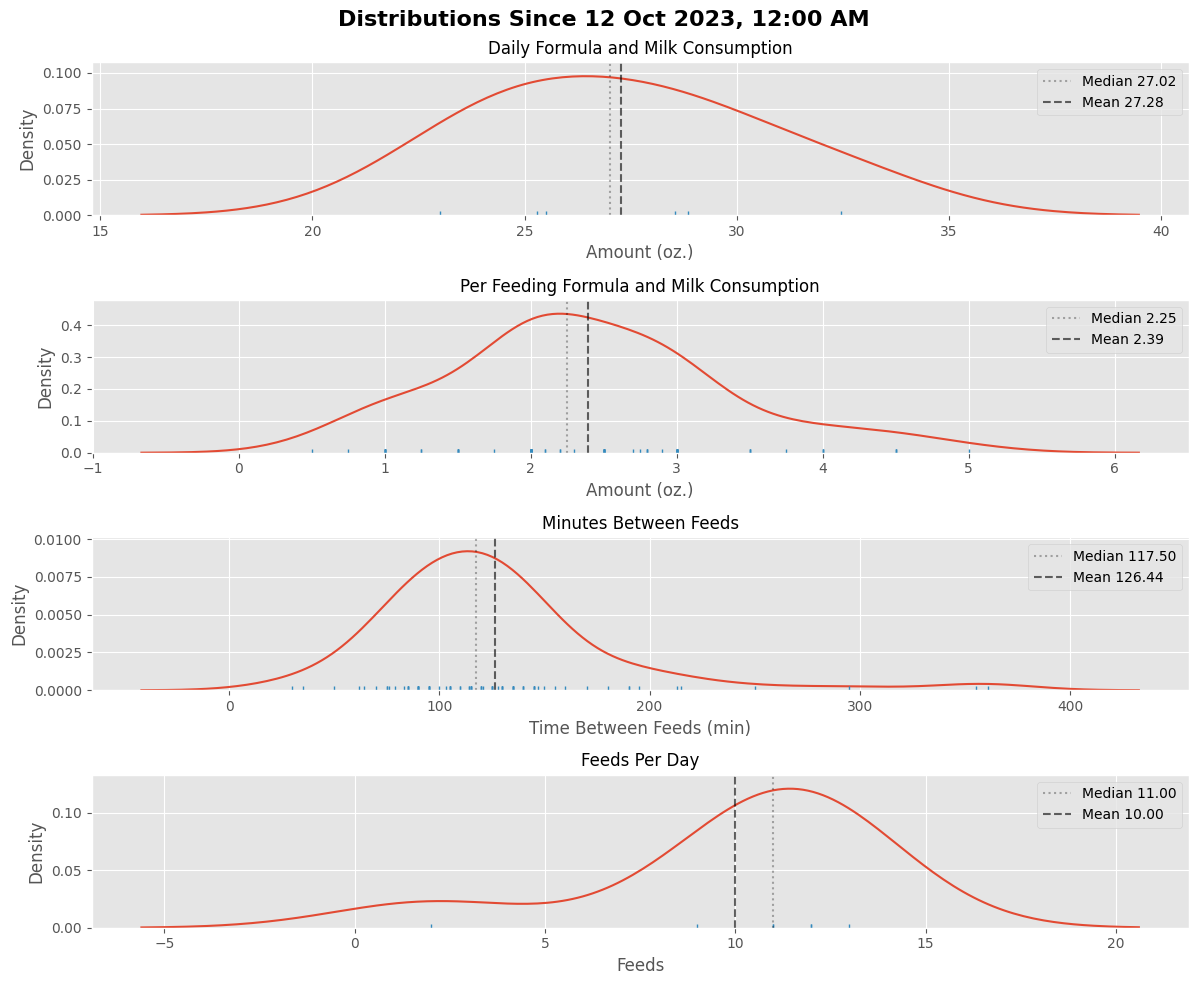 Distributions Since 12 Oct 2023, 12:00 AM
Daily Formula and Milk Consumption
Density
0.100
0.075
0.050
0.025
0.000
Median 27.02
Mean 27.28
15 20 25 30 35 40
Amount (oz.)
Per Feeding Formula and Milk Consumption
Density
0.4
0.3
0.2
0.1
0.0
Median 2.25
Mean 2.39
−1 0 1 2 3 4 5 6
Amount (oz.)
Minutes Between Feeds
Density
0.0100
0.0075
0.0050
0.0025
0.0000
Median 117.50
Mean 126.44
0 100 200 300 400
Time Between Feeds (min)
Feeds Per Day
Density
0.10
0.05
0.00
Median 11.00
Mean 10.00
−5 0 5 10 15 20
Feeds